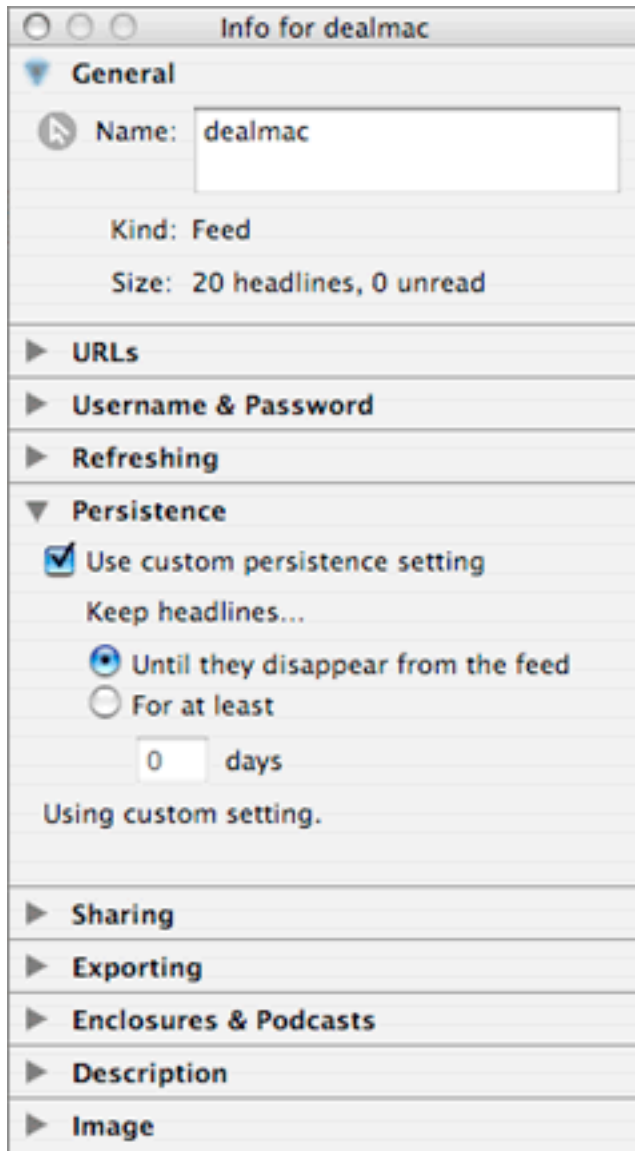 Info for dealmac
General
Name: dealmac
Kind: Feed
Size: 20 headlines, 0 unread
URLs
Username & Password
Refreshing
Persistence
Use custom persistence setting
Keep headlines...
Until they disappear from the feed
For at least
0 days
Using custom setting.
Sharing
Exporting
Enclosures & Podcasts
Description
Image